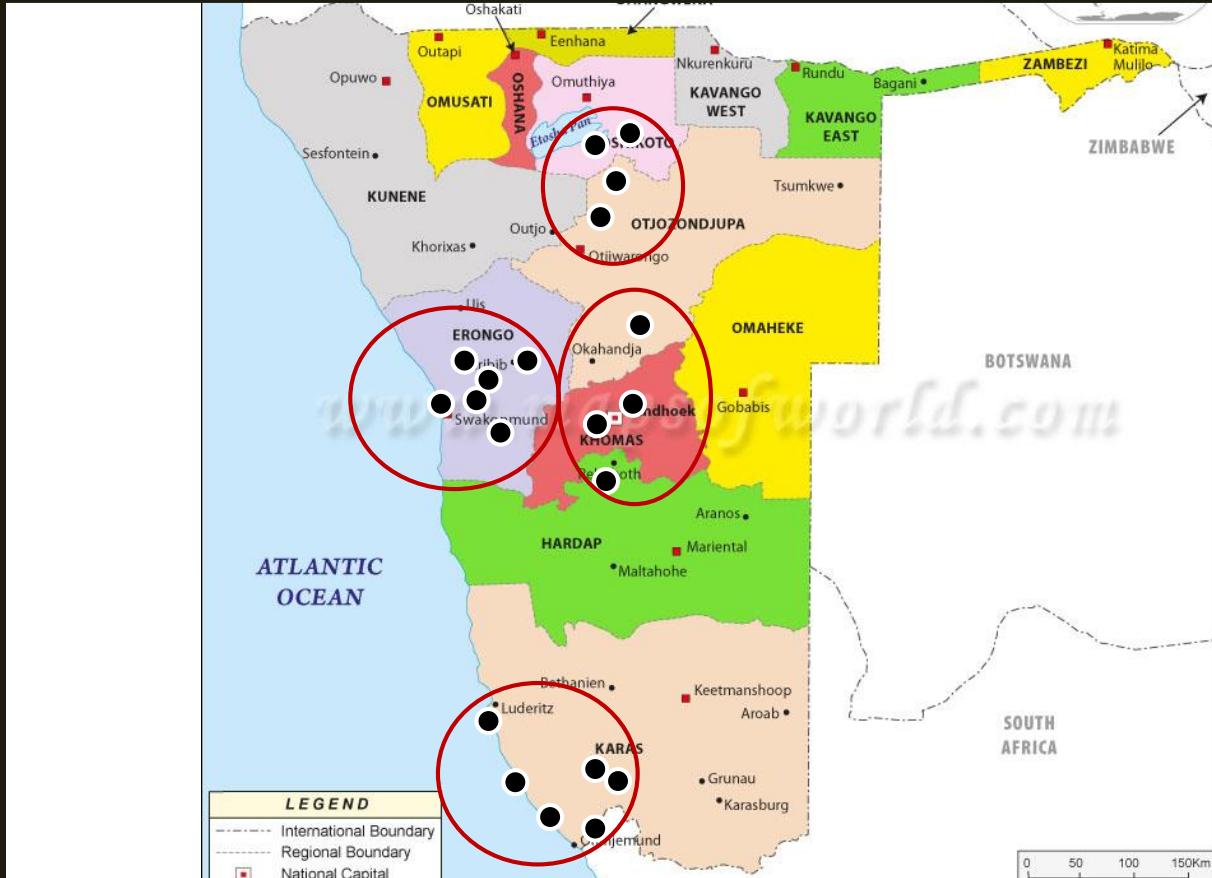 Oshakati
Outapi
Eenhana
Katima
Mulilo
ZAMBEZI
Nkurenkuru
Rundu
Bagani
Opuwo
OMUSATI
OSHANA
Omuthiya
KAVANGO
WEST
KAVANGO
EAST
Etosha Pan
ZIMBABWE
Sesfontein
KUNENE
Tsumkwe
Outjo
OTJOZONDJUPA
Khorixas
Otjiwarongo
Uis
ERONGO
OMAHEKE
Okahandja
BOTSWANA
Gobabis
Swakopmund
KHOMAS
Aranos
HARDAP
Mariental
Maltahohe
ATLANTIC
OCEAN
Bethanien
Keetmanshoop
Luderitz
Aroab
SOUTH
AFRICA
KARAS
Grunau
Karasburg
LEGEND
International Boundary
Regional Boundary
National Capital
0 50 100 150Km